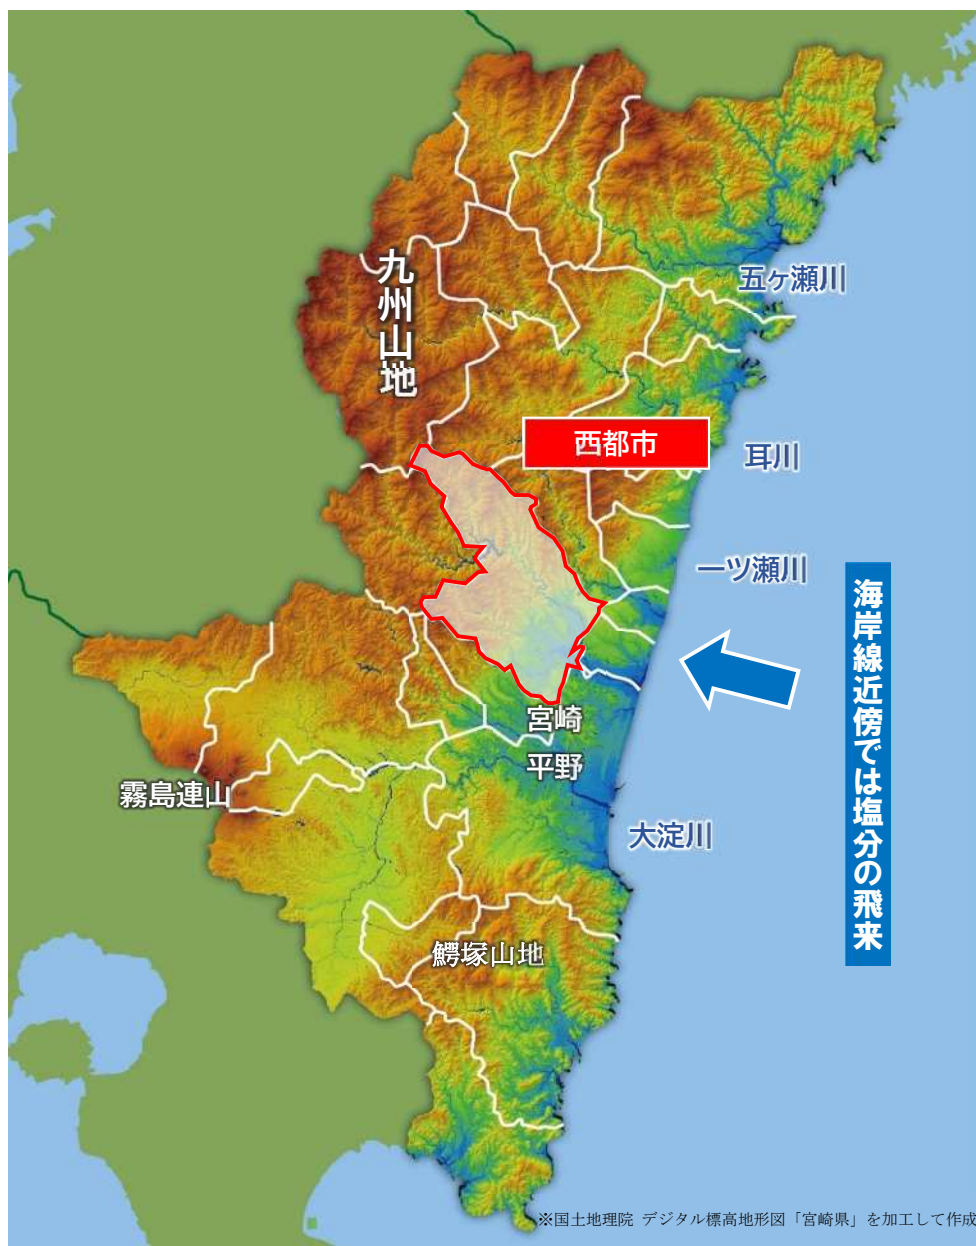 五ヶ瀬川
九州山地
西都市
耳川
一ツ瀬川
海岸線近傍では塩分の飛来
宮崎
平野
霧島連山
大淀川
鰐塚山地
※国土地理院 デジタル標高地形図「宮崎県」を加工して作成